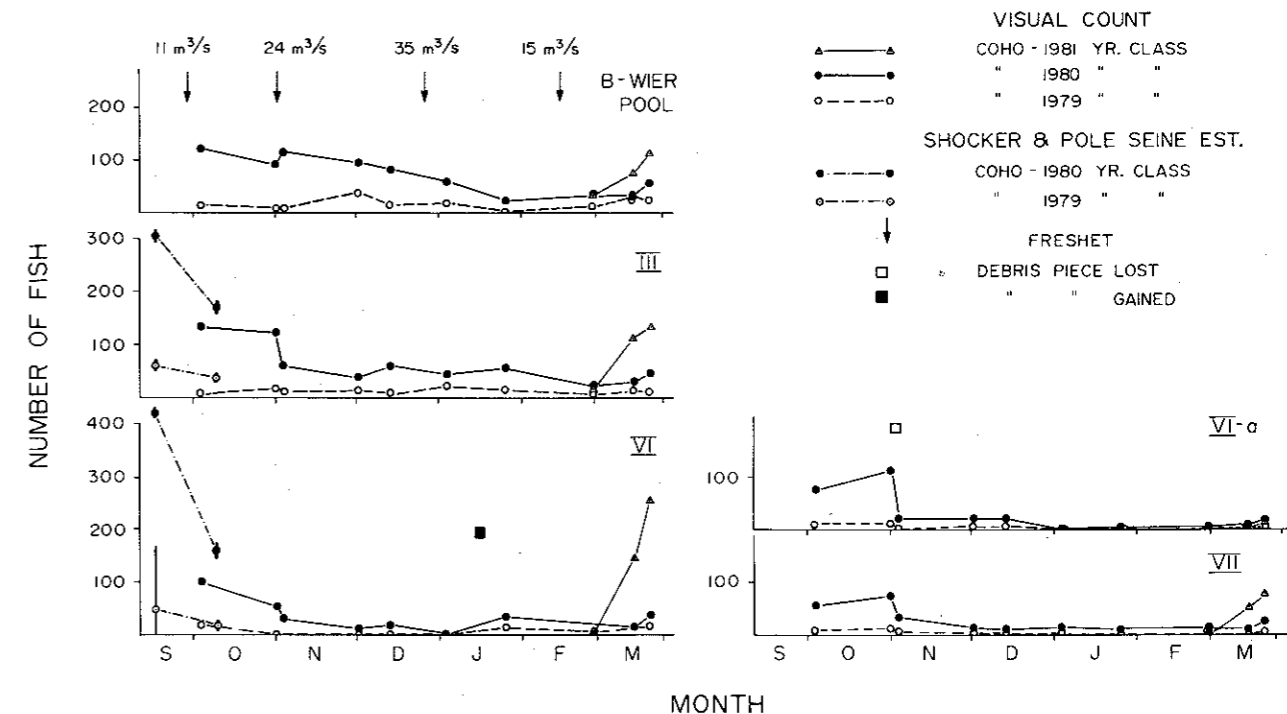 11 m³/s 24 m³/s 35 m³/s 15 m³/s
B-WIER
POOL
200
100
III
300
200
100
VI
400
300
200
100
S O N D J F M
NUMBER OF FISH
MONTH
VISUAL COUNT
COHO - 1981 YR. CLASS
" 1980 " "
" 1979 " "
SHOCKER & POLE SEINE EST.
COHO - 1980 YR. CLASS
" 1979 " "
FRESHET
DEBRIS PIECE LOST
" " GAINED
VI-a
100
VII
100
S O N D J F M